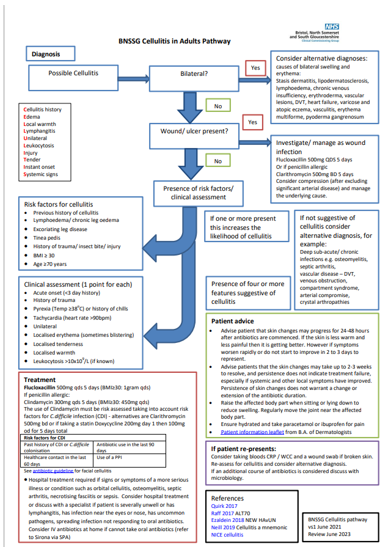 BNSSG Cellulitis in Adults Pathway
NHS
Bristol, North Somerset
and South Gloucestershire
Clinical Commissioning Group
Diagnosis
Possible Cellulitis
Bilateral?
Yes
No
Consider alternative diagnoses:
causes of bilateral swelling and
erythema:
Stasis dermatitis, lipodermatosclerosis,
lymphoedema, chronic venous
insufficiency, erythroderma, vascular
lesions, DVT, heart failure, varicose and
atopic eczema, vasculitis, erythema
multiforme, pyoderma gangrenosum
Cellulitis history
Edema
Local warmth
Lymphangitis
Unilateral
Leukocytosis
Injury
Tender
Instant onset
Systemic signs
Wound/ ulcer present?
Yes
No
Investigate/ manage as wound
infection
Flucloxacillin 500mg QDS 5 days
Or if penicillin allergic
Clarithromycin 500mg BD 5 days
Consider compression (after excluding
significant arterial disease) and manage
the underlying cause.
Presence of risk factors/
clinical assessment
Risk factors for cellulitis
• Previous history of cellulitis
• Lymphoedema/ chronic leg oedema
• Excoriating leg disease
• Tinea pedis
• History of trauma/ insect bite/ injury
• BMI ≥ 30
• Age ≥70 years
If one or more present
this increases the
likelihood of cellulitis
If not suggestive of
cellulitis consider
alternative diagnosis, for
example:
Deep sub-acute/ chronic
infections e.g. osteomyelitis,
septic arthritis,
vascular disease – DVT,
venous obstruction,
compartment syndrome,
arterial compromise,
crystal arthropathies
Clinical assessment (1 point for each)
• Acute onset (<3 day history)
• History of trauma
• Pyrexia (Temp ≥38°C) or history of chills
• Tachycardia (heart rate >90bpm)
• Unilateral
• Localised erythema (sometimes blistering)
• Localised tenderness
• Localised warmth
• Leukocytosis >10x10⁹/L (if known)
Presence of four or more
features suggestive of
cellulitis
Patient advice
- Advise patient that skin changes may progress for 24-48 hours
after antibiotics are commenced. If the skin is less warm and
less painful then it is getting better. However if symptoms
worsen rapidly or do not start to improve in 2 to 3 days to
represent.
- Advise patients that the skin changes may take up to 2-3 weeks
to resolve, and persistence does not indicate treatment failure,
especially if systemic and other local symptoms have improved.
Persistence of skin changes does not warrant a change or
extension of the antibiotic duration.
- Raise the affected body part when sitting or lying down to
reduce swelling. Regularly move the joint near the affected
body part.
- Ensure hydrated and take paracetamol or ibuprofen for pain
- Patient information leaflet from B.A. of Dermatologists
Treatment
Flucloxacillin 500mg qds 5 days (BMI≥30: 1gram qds)
If penicillin allergic:
Clindamycin 300mg qds 5 days (BMI≥30: 450mg qds)
The use of Clindamycin must be risk assessed taking into account risk
factors for C.difficile infection (CDI) - alternatives are Clarithromycin
500mg bd or if taking a statin Doxycycline 200mg day 1 then 100mg
od for 5 days total
Risk factors for CDI
Past history of CDI or C.difficile colonisation
Antibiotic use in the last 90 days
Healthcare contact in the last 60 days
Use of a PPI
See antibiotic guideline for facial cellulitis
• Hospital treatment required if signs or symptoms of a more serious
illness or condition such as orbital cellulitis, osteomyelitis, septic
arthritis, necrotising fasciitis or sepsis. Consider hospital treatment
or discuss with a specialist if patient is severely unwell or has
lymphangitis, has infection near the eyes or nose, has uncommon
pathogens, spreading infection not responding to oral antibiotics.
Consider IV antibiotics at home if cannot take oral antibiotics (refer
to Sirona via SPA)
If patient re-presents:
Consider taking bloods CRP / WCC and a wound swab if broken skin.
Re-assess for cellulitis and consider alternative diagnosis.
If an additional course of antibiotics is considered discuss with
microbiology.
References
Quirk 2017
Raff 2017 ALT70
Ezaldein 2018 NEW HAvUN
Neill 2019 Cellulitis a mnemonic
NICE cellulitis
BNSSG Cellulitis pathway
vs1 June 2021
Review June 2023